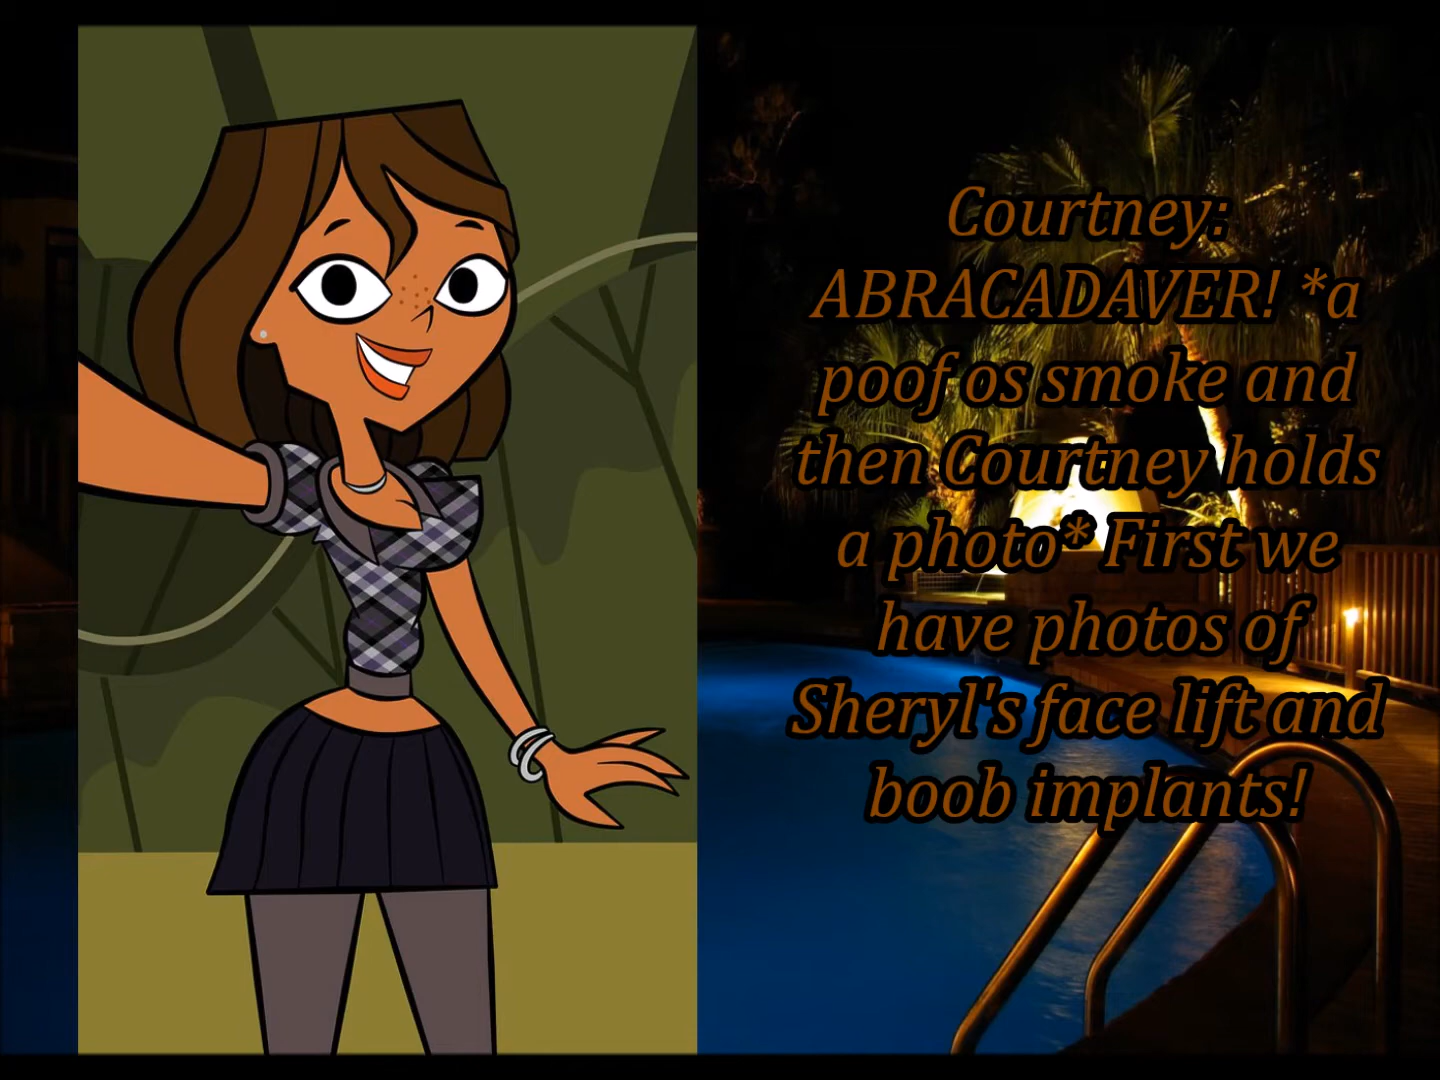 Courtney:
ABRACADAVER! *a
poof os smoke and
then Courtney holds
a photo* First we
have photos of
Sheryl's face lift and
boob implants!